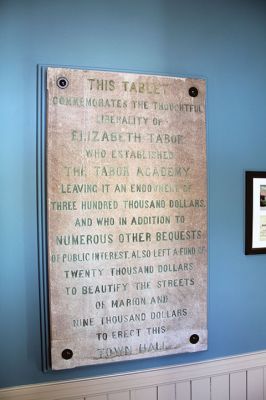 THIS TABLET
COMMEMORATES THE THOUGHTFUL
LIBERALITY OF
ELIZABETH TABOR
WHO ESTABLISHED
THE TABOR ACADEMY
LEAVING IT AN ENDOWMENT OF
THREE HUNDRED THOUSAND DOLLARS,
AND WHO IN ADDITION TO
NUMEROUS OTHER BEQUESTS
OF PUBLIC INTEREST, ALSO LEFT A FUND OF
TWENTY THOUSAND DOLLARS
TO BEAUTIFY THE STREETS
OF MARION AND
NINE THOUSAND DOLLARS
TO ERECT THIS
TOWN HALL